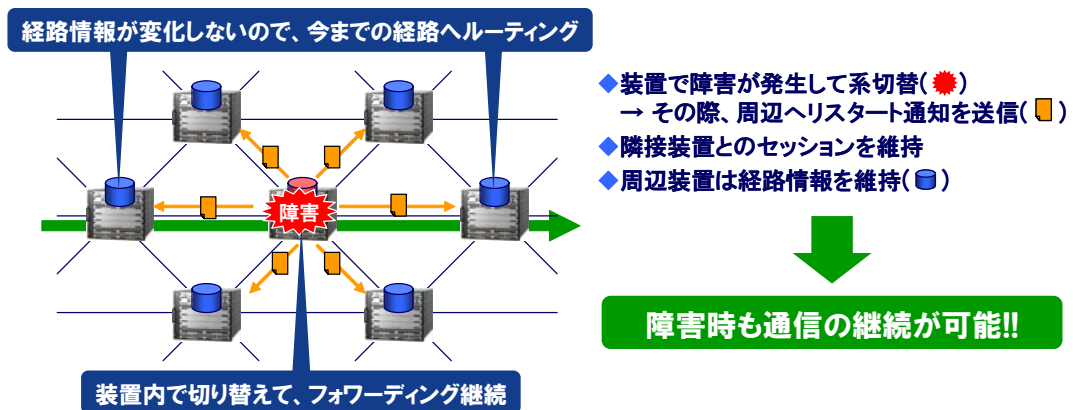 経路情報が変化しないので、今までの経路へルーティング
◆装置で障害が発生して系切替( )
→ その際、周辺へリスタート通知を送信( )
◆隣接装置とのセッションを維持
◆周辺装置は経路情報を維持( )
障害
障害時も通信の継続が可能!!
装置内で切り替えて、フォワーディング継続